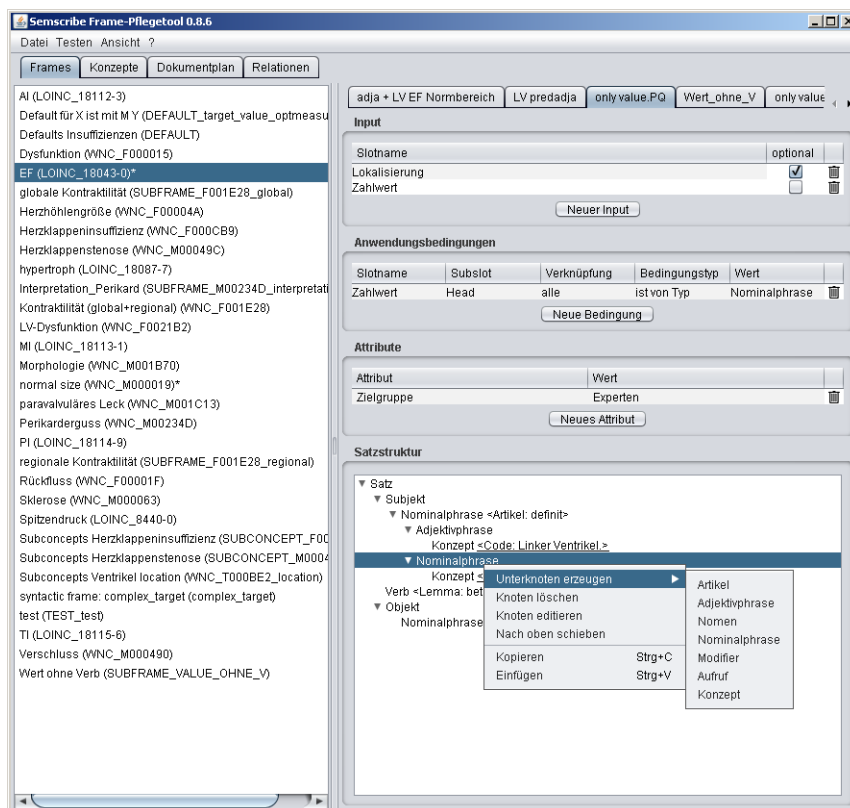 Semscribe Frame-Pflegetool 0.8.6
Datei Testen Ansicht ?
Frames Konzepte Dokumentplan Relationen
AI (LOINC_18112-3)
Default für X ist mit M Y (DEFAULT_target_value_optmeasu
Defaults Insuffizienzen (DEFAULT)
Dysfunktion (WNC_F000015)
EF (LOINC_18043-0)*
globale Kontraktilität (SUBFRAME_F001E28_global)
Herzhöhlengröße (WNC_F00004A)
Herzklappeninsuffizienz (WNC_F000CB9)
Herzklappenstenose (WNC_M00049C)
hypertroph (LOINC_18087-7)
Interpretation_Perikard (SUBFRAME_M00234D_interpretati
Kontraktilität (global+regional) (WNC_F001E28)
LV-Dysfunktion (WNC_F0021B2)
MI (LOINC_18113-1)
Morphologie (WNC_M001B70)
normal size (WNC_M000019)*
paravalvuläres Leck (WNC_M001C13)
Perikarderguss (WNC_M00234D)
PI (LOINC_18114-9)
regionale Kontraktilität (SUBFRAME_F001E28_regional)
Rückfluss (WNC_F00001F)
Sklerose (WNC_M000063)
Spitzendruck (LOINC_8440-0)
Subconcepts Herzklappeninsuffizienz (SUBCONCEPT_F00
Subconcepts Herzklappenstenose (SUBCONCEPT_M0004
Subconcepts Ventrikel location (WNC_T000BE2_location)
syntactic frame: complex_target (complex_target)
test (TEST_test)
TI (LOINC_18115-6)
Verschluss (WNC_M000490)
Wert ohne Verb (SUBFRAME_VALUE_OHNE_V)
adja + LV EF Normbereich LV predadja only value.PQ Wert_ohne_V only value
Input
Slotname optional
Lokalisierung
Zahlwert
Neuer Input
Anwendungsbedingungen
Slotname Subslot Verknüpfung Bedingungstyp Wert
Zahlwert Head alle ist von Typ Nominalphrase
Neue Bedingung
Attribute
Attribut Wert
Zielgruppe Experten
Neues Attribut
Satzstruktur
Satz
Subjekt
Nominalphrase <Artikel: definit>
Adjektivphrase
Konzept <Code: Linker Ventrikel.>
Nominalphrase
Konzept <
Verb <Lemma: bet
Objekt
Nominalphrase
Unterknoten erzeugen
Knoten löschen
Knoten editieren
Nach oben schieben
Kopieren Strg+C
Einfügen Strg+V
Artikel
Adjektivphrase
Nomen
Nominalphrase
Modifier
Aufruf
Konzept